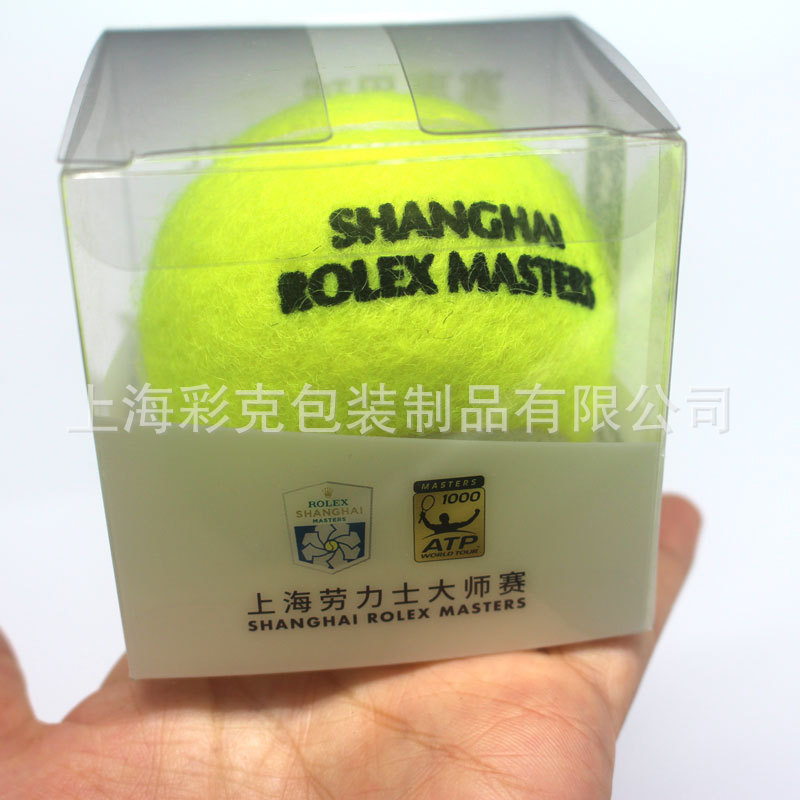 SHANGHAI
ROLEX MASTERS
上海彩克包装制品有限公司
ROLEX
SHANGHAI
MASTERS
MASTERS
1000
ATP
WORLD TOUR
上海劳力士大师赛
SHANGHAI ROLEX MASTERS